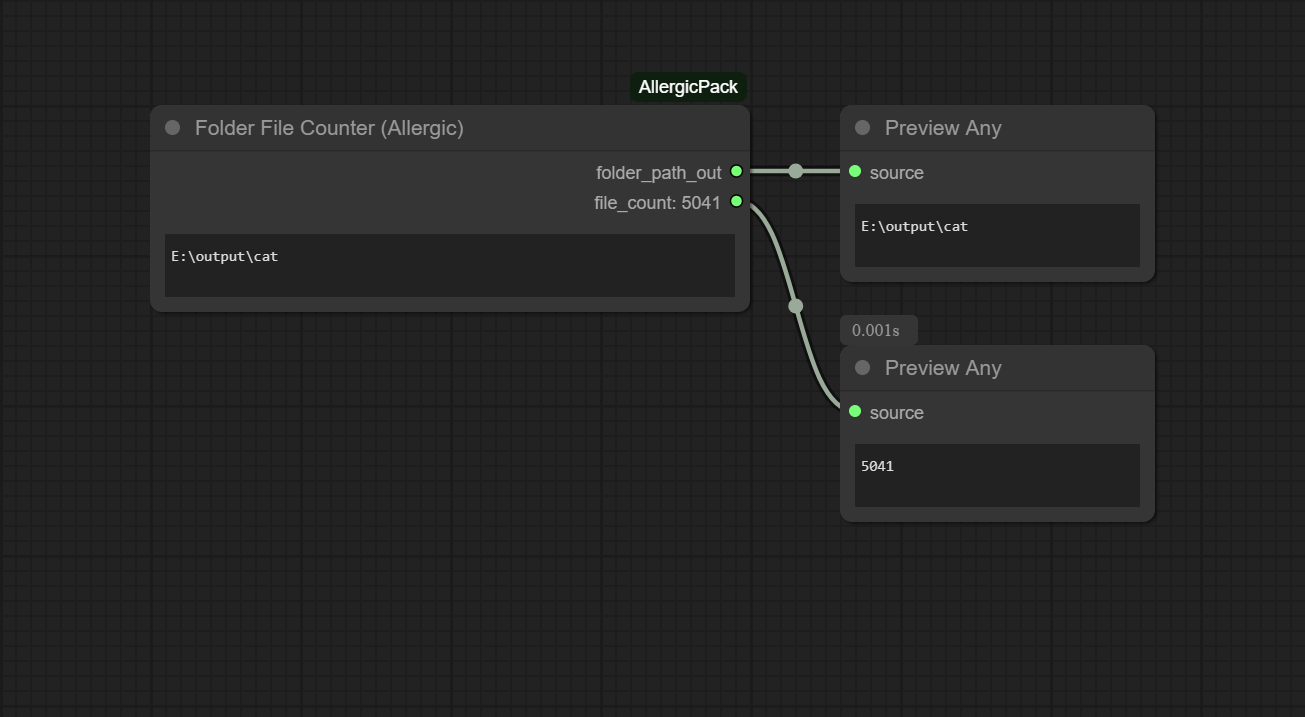 AllergicPack
Folder File Counter (Allergic)
folder_path_out
file_count: 5041
E:\output\cat
Preview Any
source
E:\output\cat
0.001s
Preview Any
source
5041